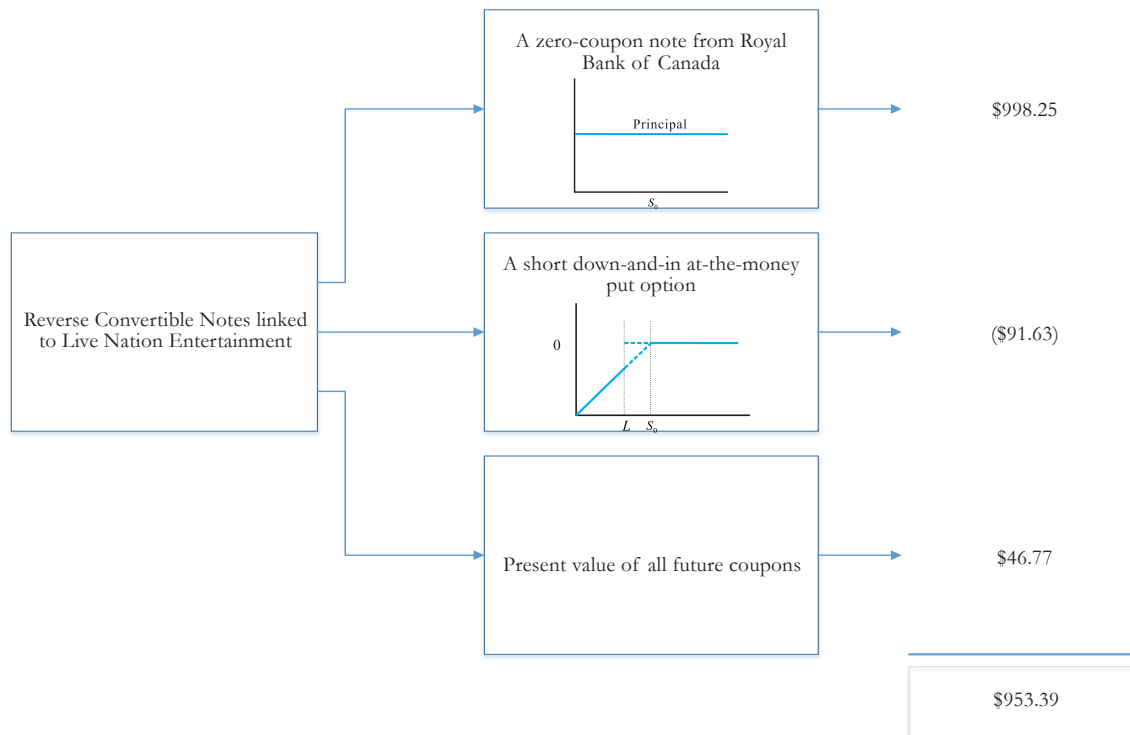 A zero-coupon note from Royal
Bank of Canada
Principal
S₀
$998.25
Reverse Convertible Notes linked
to Live Nation Entertainment
A short down-and-in at-the-money
put option
0
L
S₀
($91.63)
Present value of all future coupons
$46.77
$953.39